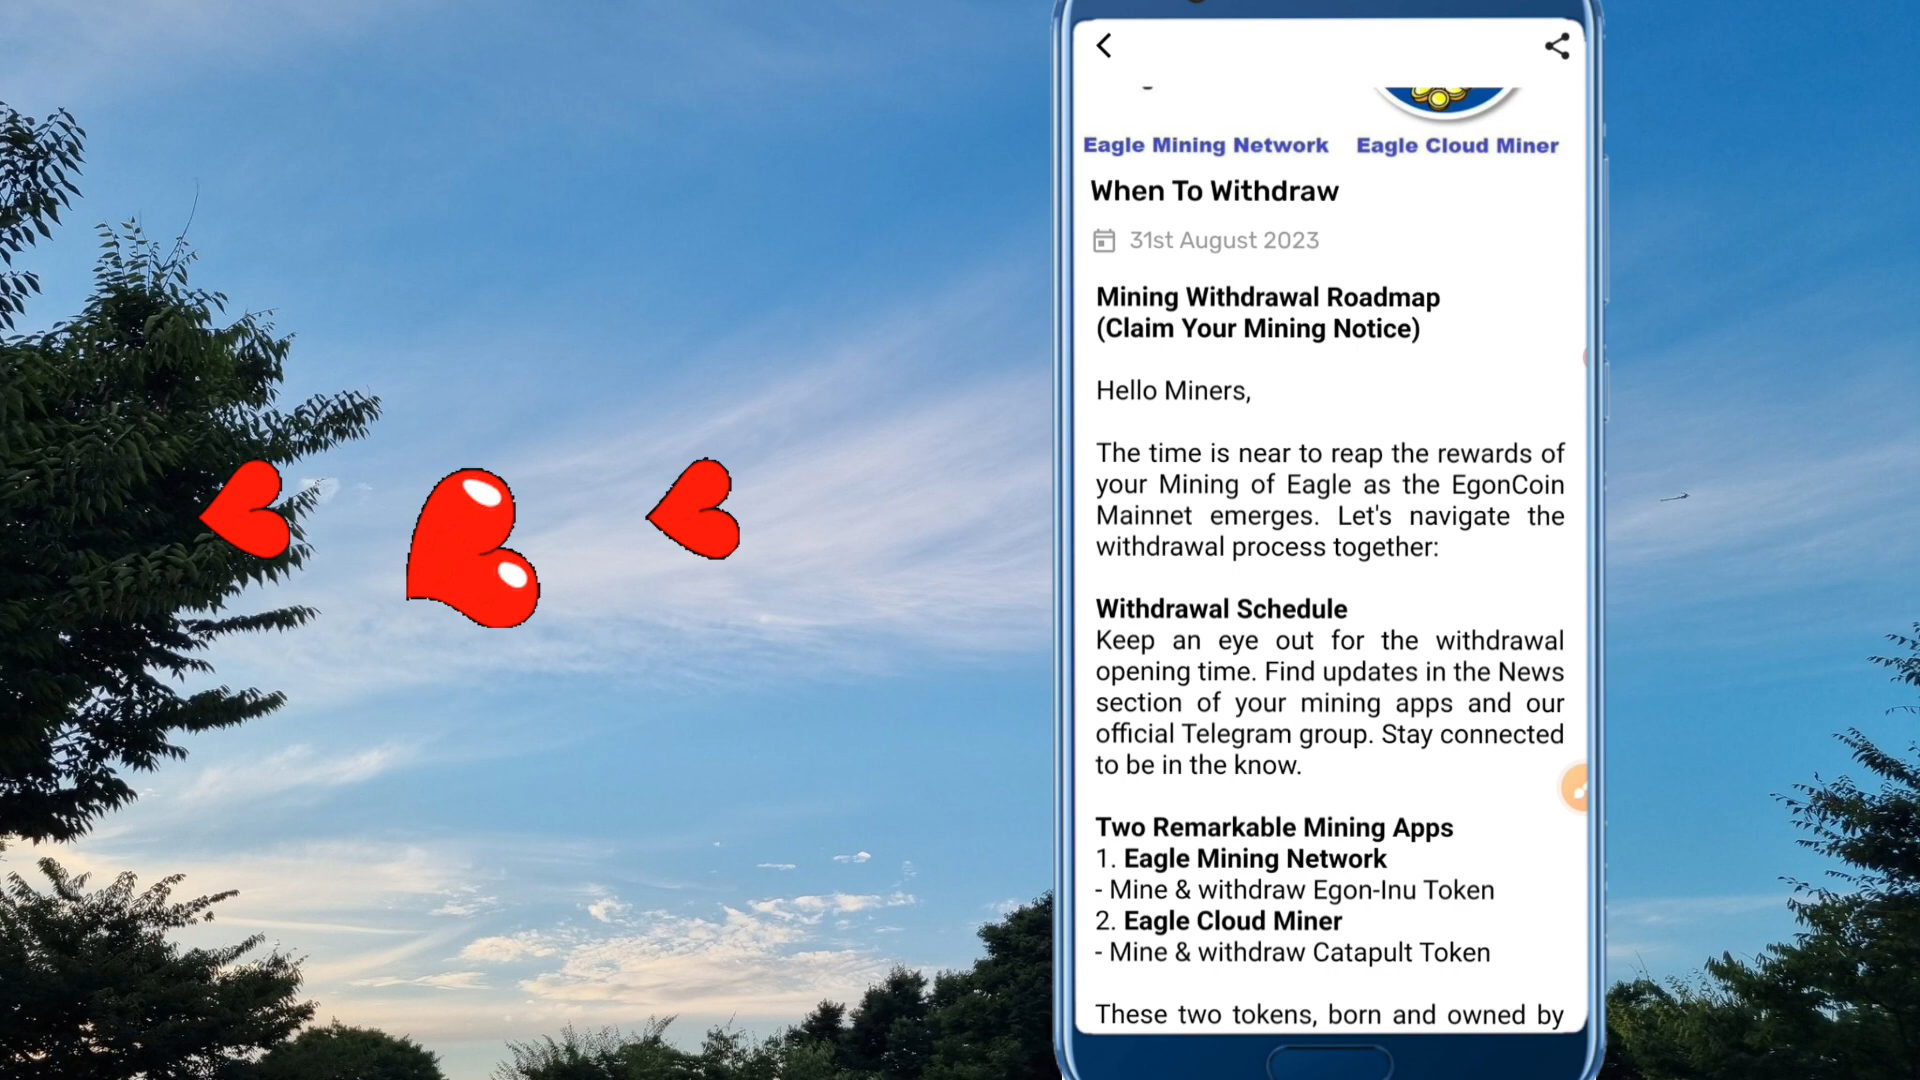 Eagle Mining Network Eagle Cloud Miner
When To Withdraw
31st August 2023
Mining Withdrawal Roadmap
(Claim Your Mining Notice)
Hello Miners,
The time is near to reap the rewards of
your Mining of Eagle as the EgonCoin
Mainnet emerges. Let's navigate the
withdrawal process together:
Withdrawal Schedule
Keep an eye out for the withdrawal
opening time. Find updates in the News
section of your mining apps and our
official Telegram group. Stay connected
to be in the know.
Two Remarkable Mining Apps
1. Eagle Mining Network
- Mine & withdraw Egon-Inu Token
2. Eagle Cloud Miner
- Mine & withdraw Catapult Token
These two tokens, born and owned by